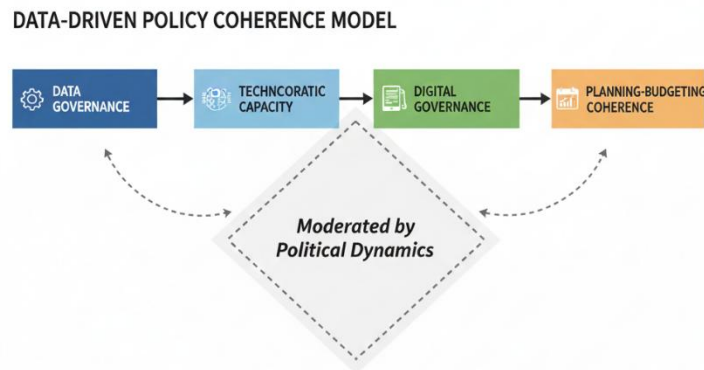 DATA-DRIVEN POLICY COHERENCE MODEL
DATA
GOVERNANCE
TECHNCORATIC
CAPACITY
DIGITAL
GOVERNANCE
PLANNING-BUDGETING
COHERENCE
Moderated by
Political Dynamics